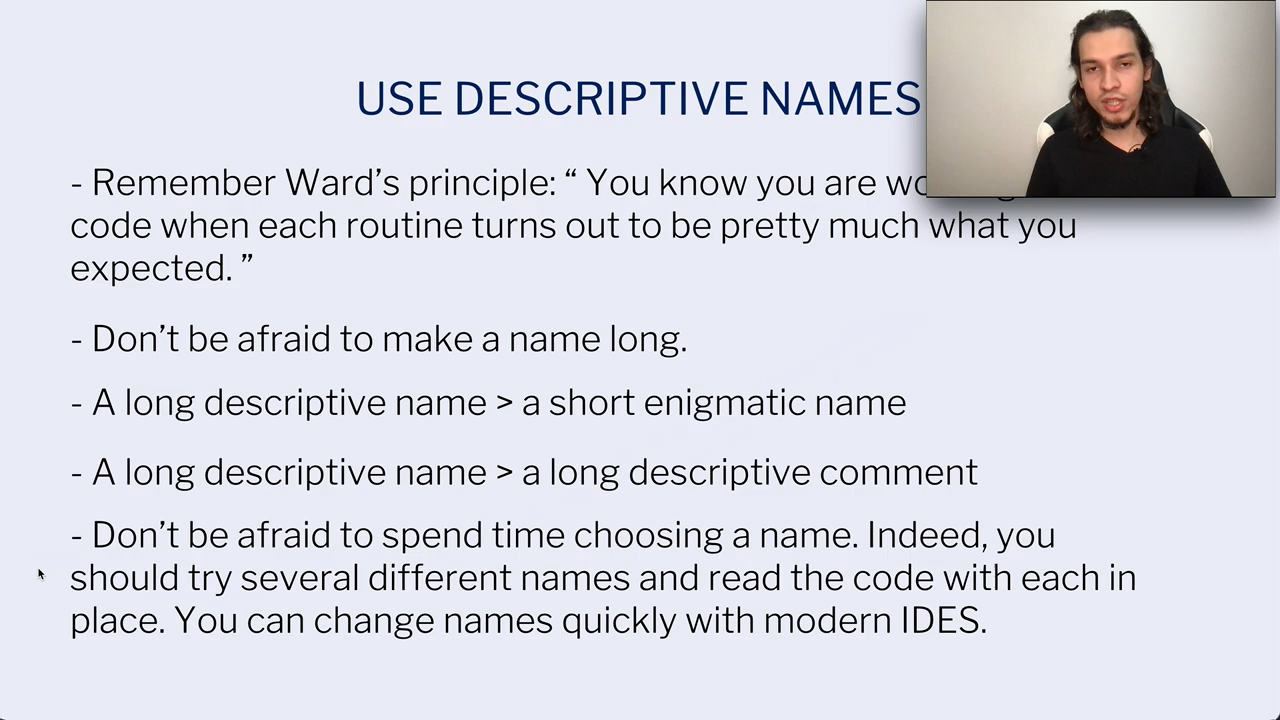 USE DESCRIPTIVE NAMES
- Remember Ward’s principle: “ You know you are
code when each routine turns out to be pretty much what you
expected. ”
- Don’t be afraid to make a name long.
- A long descriptive name > a short enigmatic name
- A long descriptive name > a long descriptive comment
- Don’t be afraid to spend time choosing a name. Indeed, you
should try several different names and read the code with each in
place. You can change names quickly with modern IDES.